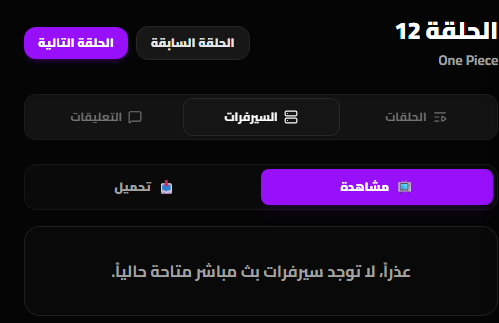 الحلقة 12
One Piece
الحلقة السابقة
الحلقة التالية
الحلقات
السيرفرات
التعليقات
مشاهدة
تحميل
عذراً، لا توجد سيرفرات بث مباشر متاحة حالياً.